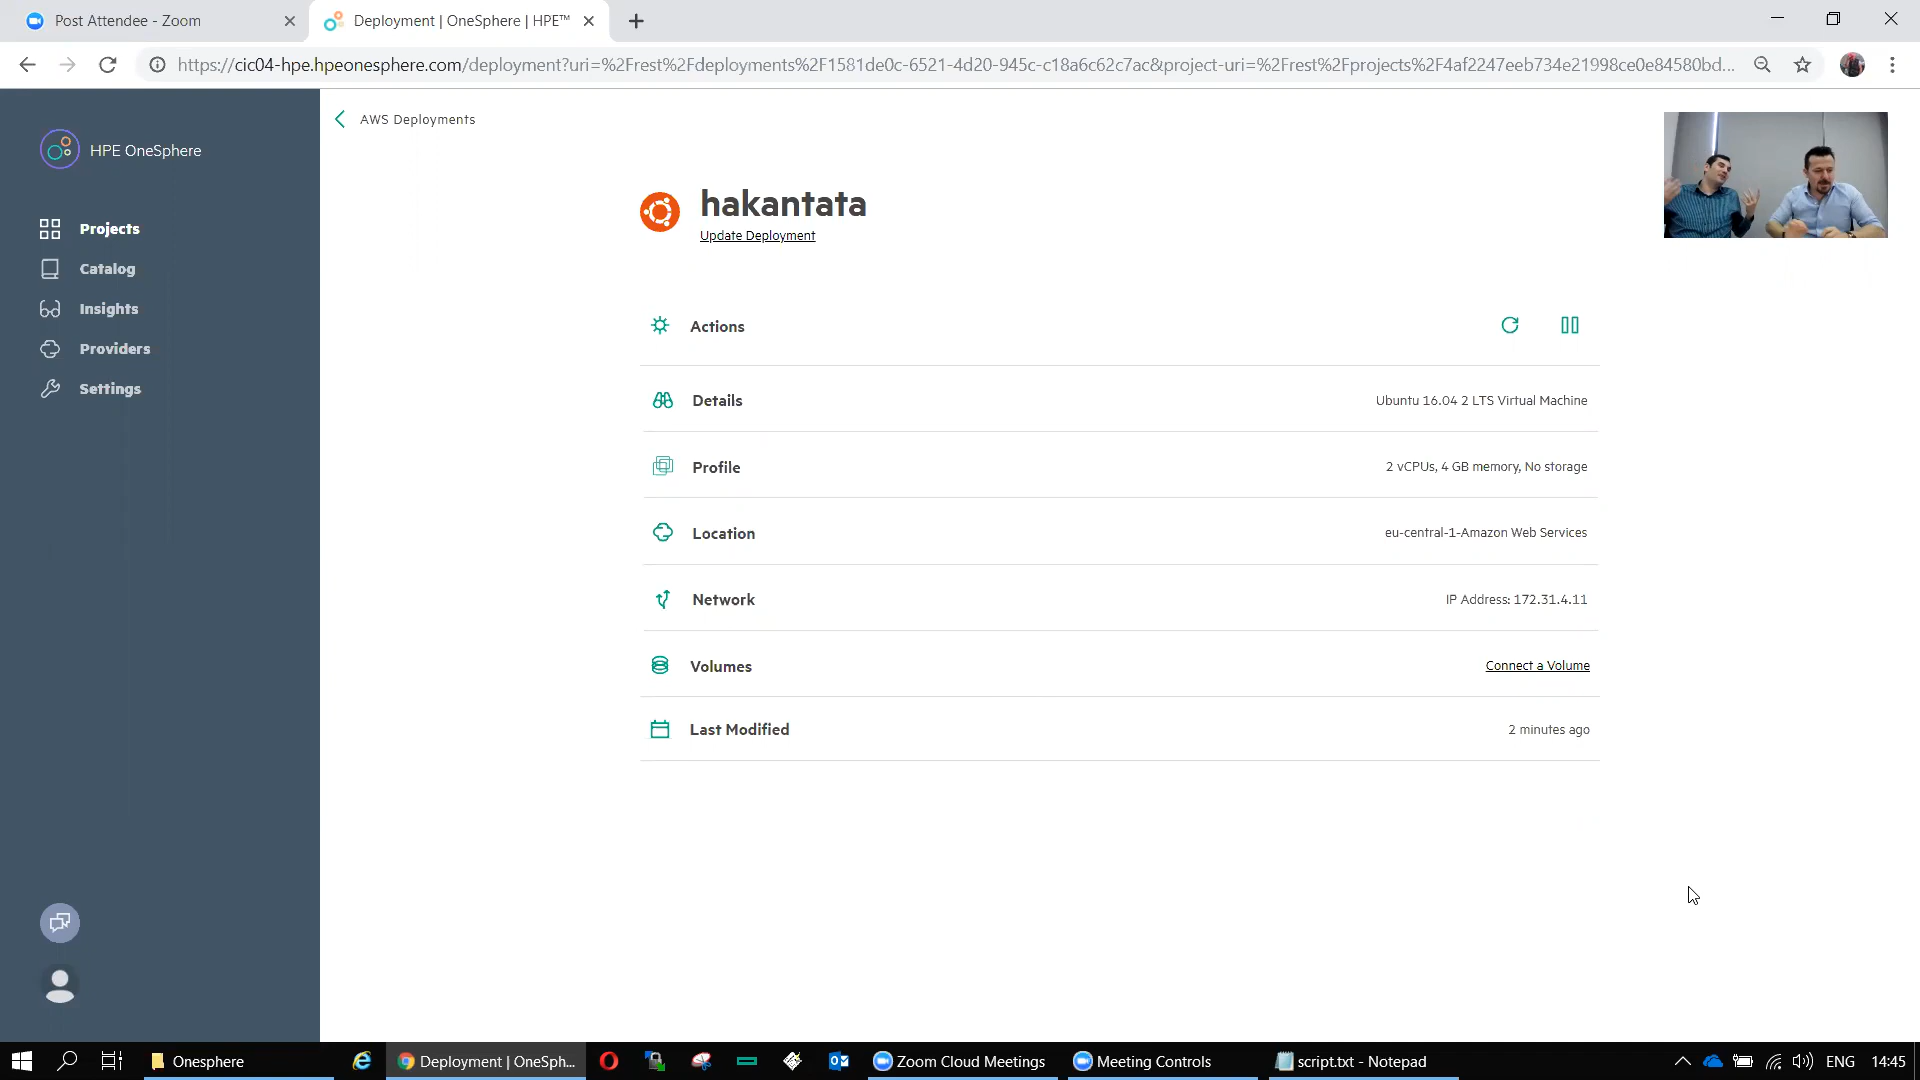 Post Attendee - Zoom
Deployment | OneSphere | HPE™
https://cic04-hpe.hpeonesphere.com/deployment?uri=%2Frest%2Fdeployments%2F1581de0c-6521-4d20-945c-c18a6c62c7ac&project-uri=%2Frest%2Fprojects%2F4af2247eeb734e21998ce0e84580bd...
AWS Deployments
HPE OneSphere
Projects
Catalog
Insights
Providers
Settings
hakantata
Update Deployment
Actions
Details
Ubuntu 16.04 2 LTS Virtual Machine
Profile
2 vCPUs, 4 GB memory, No storage
Location
eu-central-1-Amazon Web Services
Network
IP Address: 172.31.4.11
Volumes
Connect a Volume
Last Modified
2 minutes ago
Onesphere
Deployment | OneSph...
Zoom Cloud Meetings
Meeting Controls
script.txt - Notepad
ENG
14:45